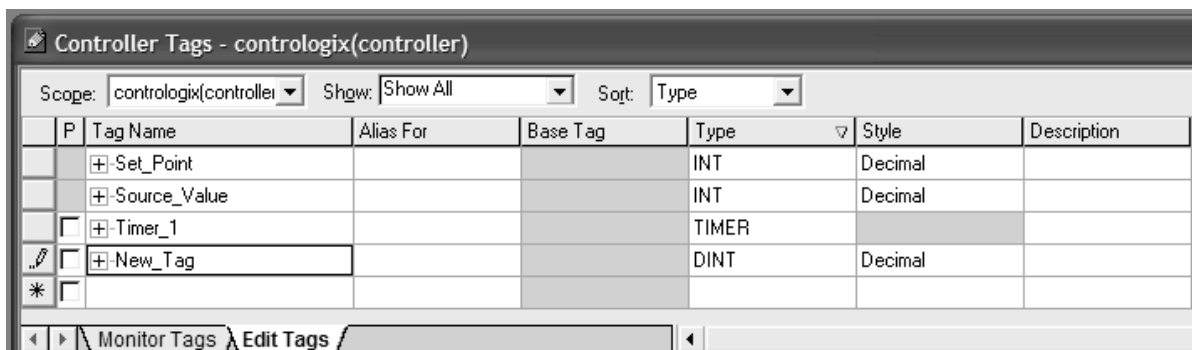 Controller Tags - contrologix(controller)
Scope: contrologix(controller Show: Show All Sort: Type
P Tag Name Alias For Base Tag Type Style Description
Set_Point INT Decimal
Source_Value INT Decimal
Timer_1 TIMER
New_Tag DINT Decimal
Monitor Tags Edit Tags